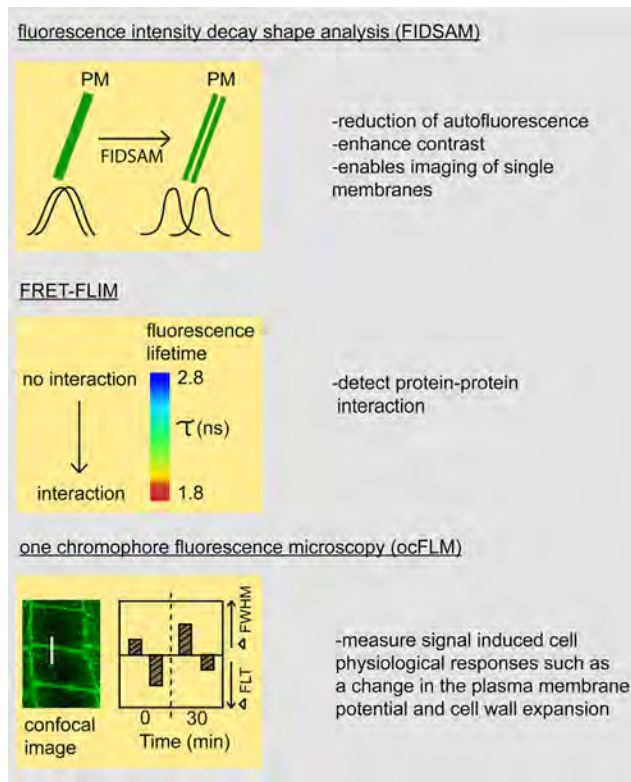 fluorescence intensity decay shape analysis (FIDSAM)
PM
PM
FIDSAM
-reduction of autofluorescence
-enhance contrast
-enables imaging of single
membranes
FRET-FLIM
fluorescence
lifetime
no interaction
2.8
τ(ns)
interaction
1.8
-detect protein-protein
interaction
one chromophore fluorescence microscopy (ocFLM)
Δ FWHM
Δ FLT
0
30
Time (min)
confocal
image
-measure signal induced cell
physiological responses such as
a change in the plasma membrane
potential and cell wall expansion